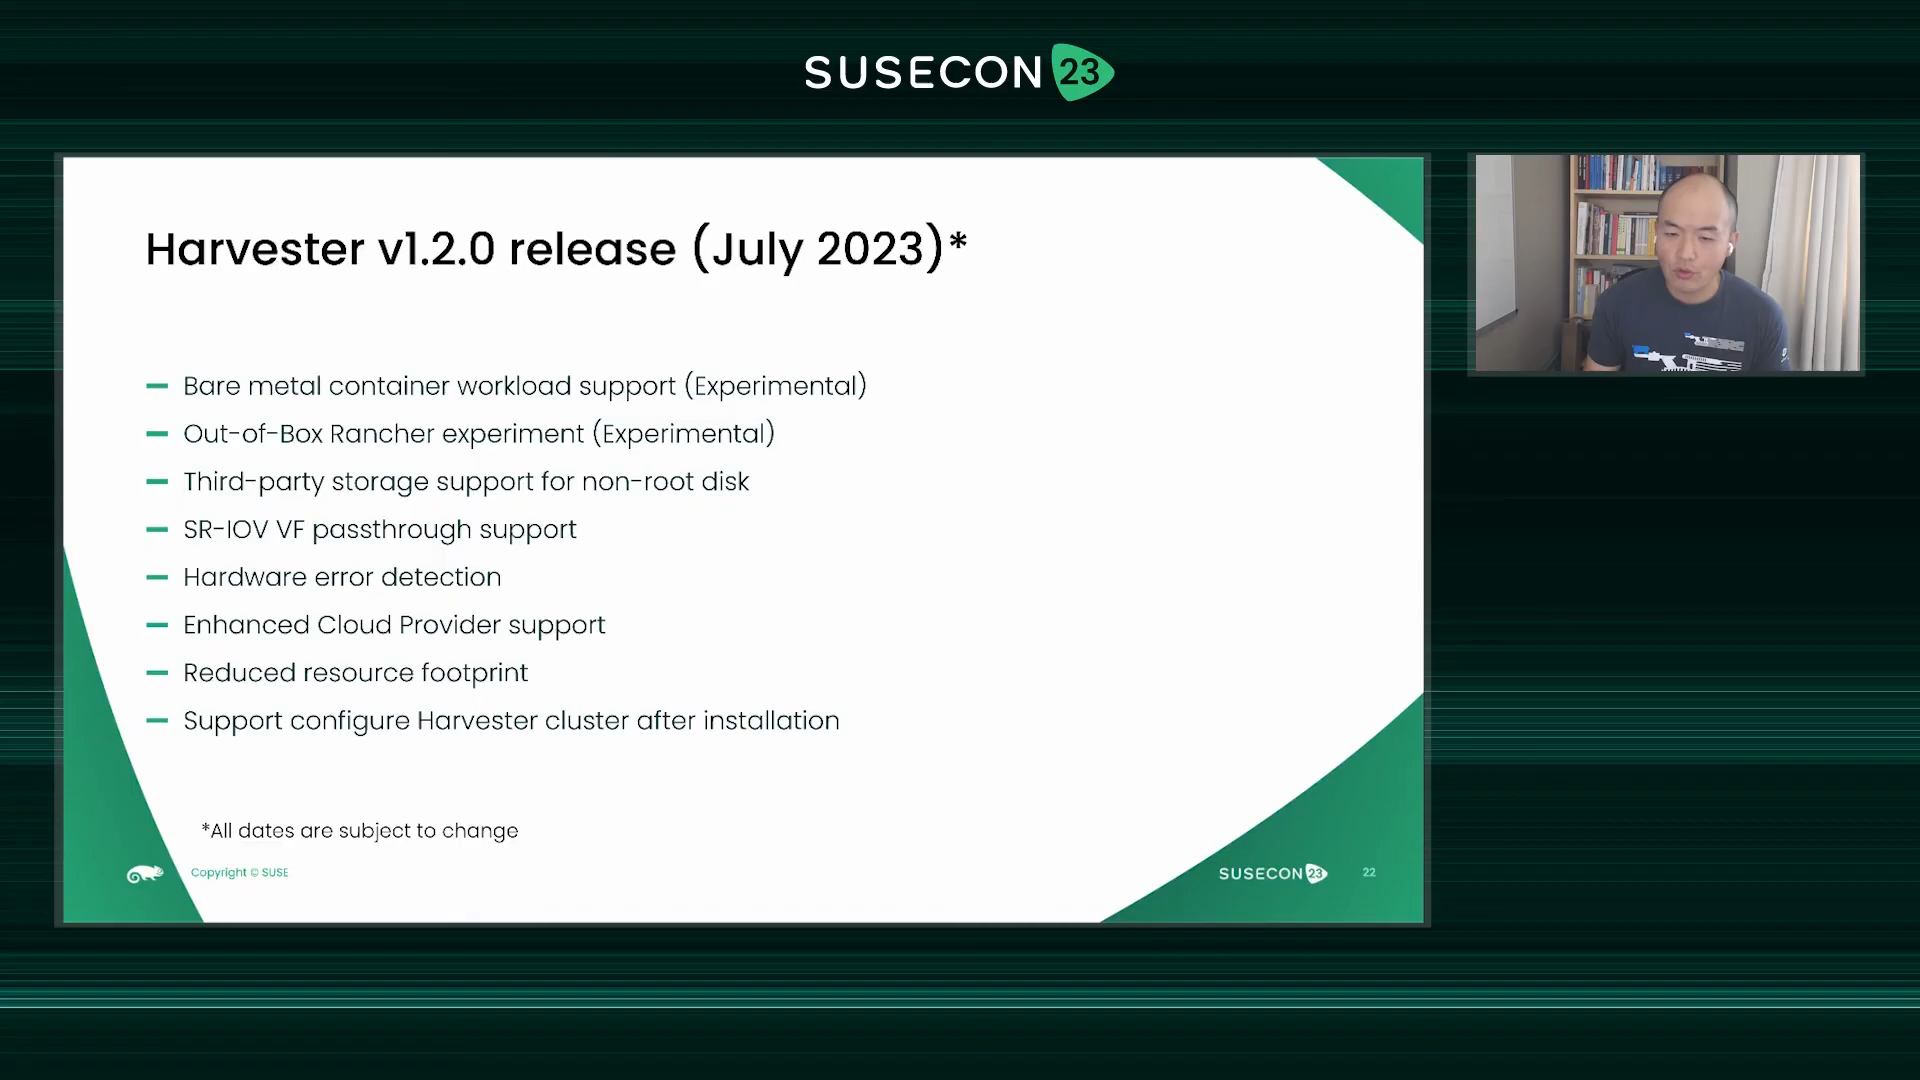 SUSECON 23
Harvester v1.2.0 release (July 2023)*
— Bare metal container workload support (Experimental)
— Out-of-Box Rancher experiment (Experimental)
— Third-party storage support for non-root disk
— SR-IOV VF passthrough support
— Hardware error detection
— Enhanced Cloud Provider support
— Reduced resource footprint
— Support configure Harvester cluster after installation
*All dates are subject to change
Copyright © SUSE
SUSECON 23
22